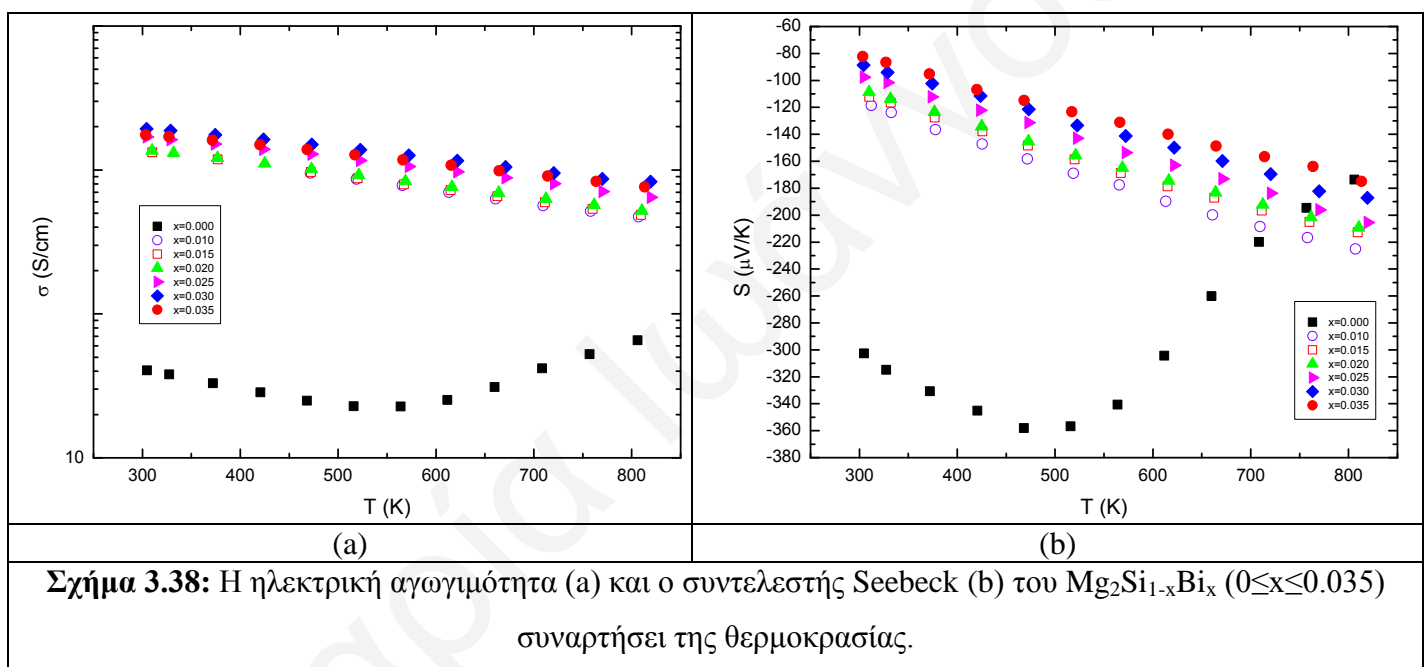 σ (S/cm)
10
300 400 500 600 700 800
T (K)
x=0.000
x=0.010
x=0.015
x=0.020
x=0.025
x=0.030
x=0.035
(a)
S (μV/K)
-60
-80
-100
-120
-140
-160
-180
-200
-220
-240
-260
-280
-300
-320
-340
-360
-380
300 400 500 600 700 800
T (K)
x=0.000
x=0.010
x=0.015
x=0.020
x=0.025
x=0.030
x=0.035
(b)
Σχήμα 3.38: Η ηλεκτρική αγωγιμότητα (a) και ο συντελεστής Seebeck (b) του Mg₂Si₁₋ₓBiₓ (0≤x≤0.035)
συναρτήσει της θερμοκρασίας.